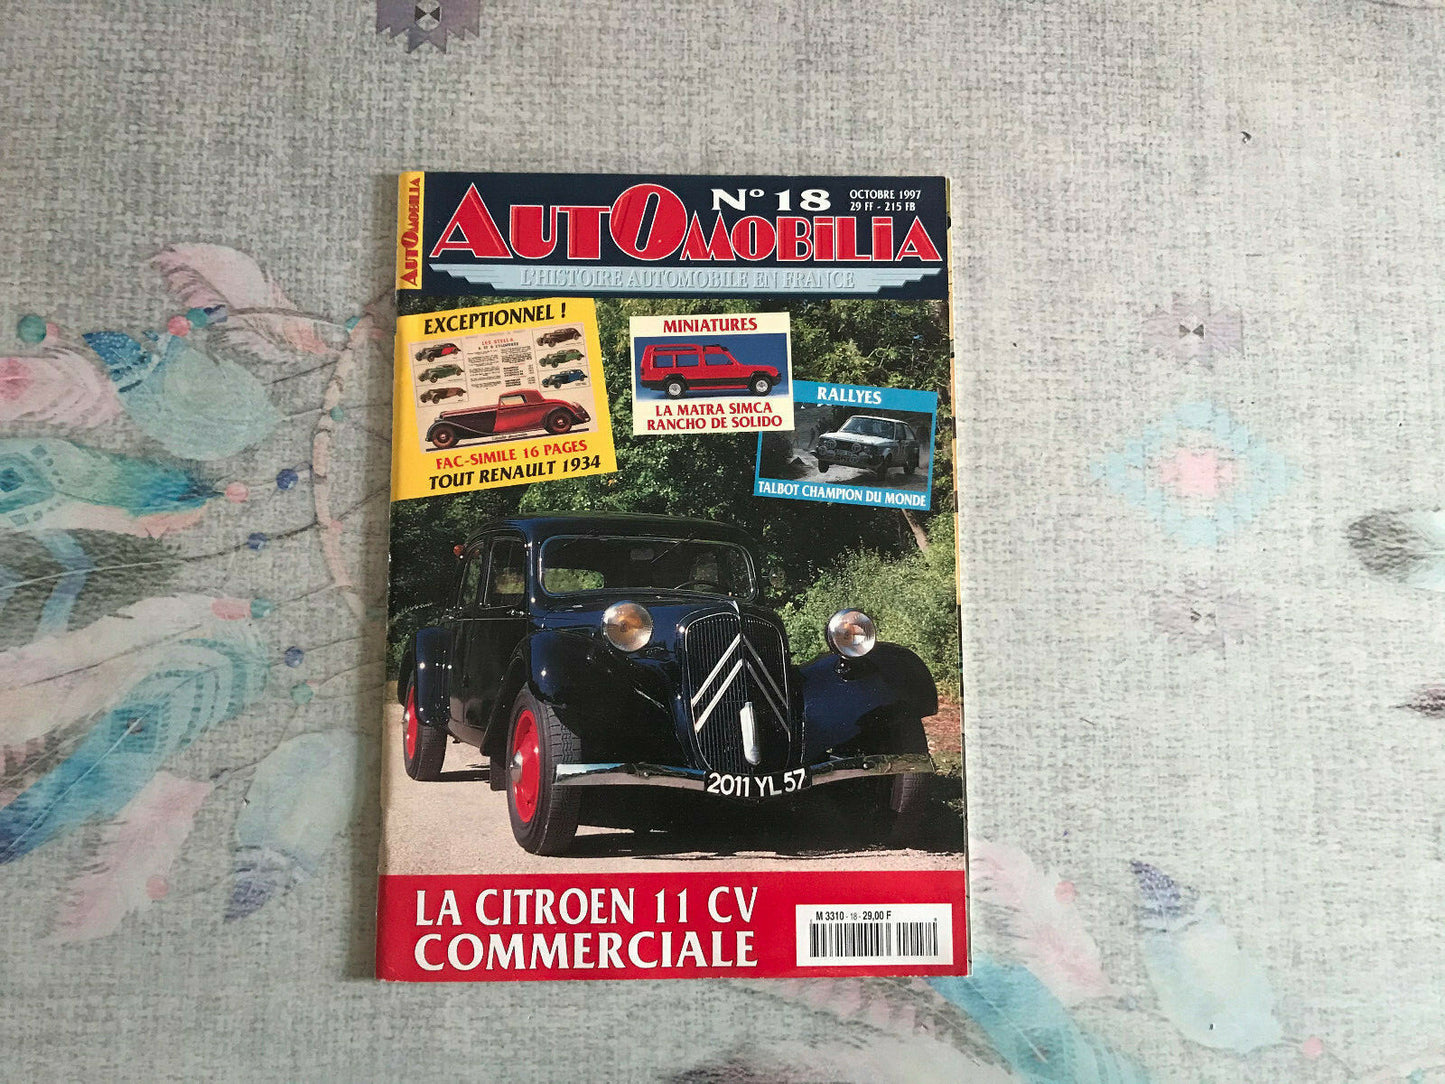 AUTOMOBILIA
N° 18
OCTOBRE 1997
29 FF - 215 FB
AUTOMOBILIA
L'HISTOIRE AUTOMOBILE EN FRANCE
EXCEPTIONNEL !
LES STELLA
FAC-SIMILE 16 PAGES
TOUT RENAULT 1934
MINIATURES
LA MATRA SIMCA
RANCHO DE SOLIDO
RALLYES
TALBOT CHAMPION DU MONDE
2011 YL 57
LA CITROEN 11 CV
COMMERCIALE
M 3310 - 18 - 29,00 F